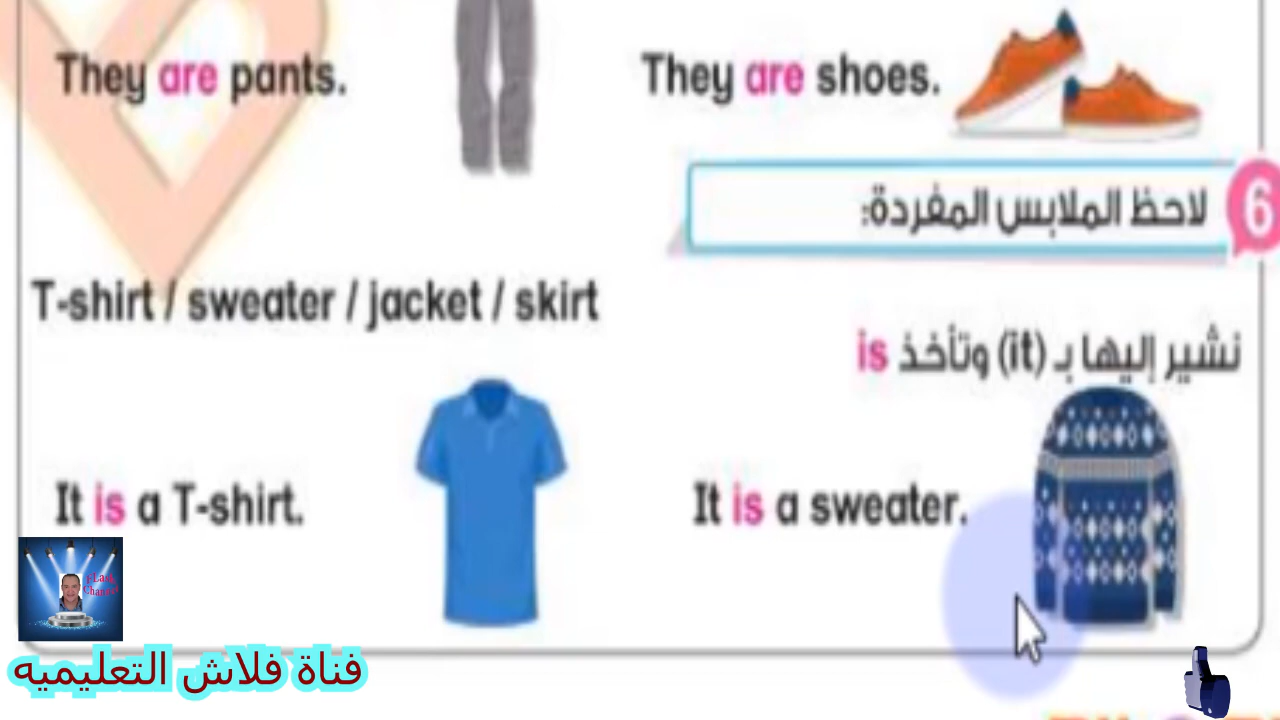 They are pants.
They are shoes.
6
لاحظ الملابس المفردة:
T-shirt / sweater / jacket / skirt
نشير إليها بـ (it) وتأخذ is
It is a T-shirt.
It is a sweater.
قناة فلاش التعليميه